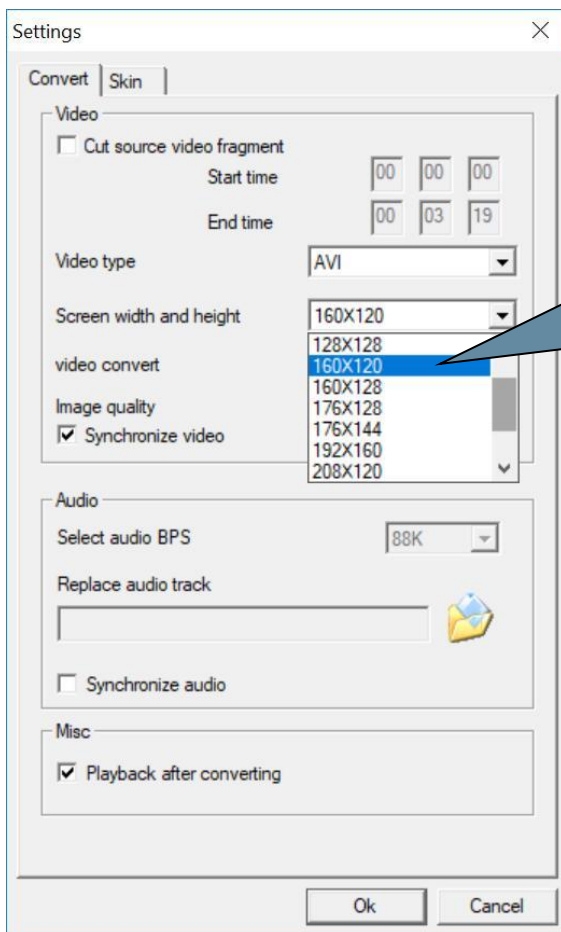 Settings
Convert Skin
Video
Cut source video fragment
Start time 00 00 00
End time 00 03 19
Video type AVI
Screen width and height 160X120
128X128
video convert 160X120
160X128
Image quality 176X128
Synchronize video 176X144
192X160
208X120
Audio
Select audio BPS 88K
Replace audio track
Synchronize audio
Misc
Playback after converting
Ok Cancel